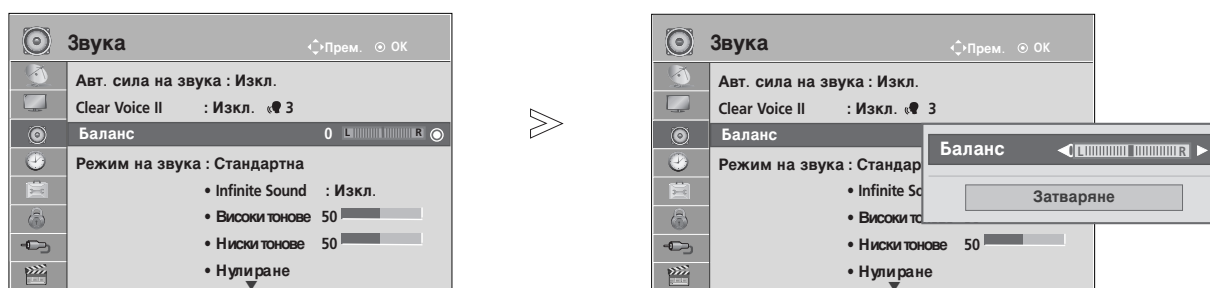 Звука
Прем. OK
Авт. сила на звука : Изкл.
Clear Voice II : Изкл. 3
Баланс 0 L R
Режим на звука : Стандартна
• Infinite Sound : Изкл.
• Високи тонове 50
• Ниски тонове 50
• Нулиране
Звука
Прем. OK
Авт. сила на звука : Изкл.
Clear Voice II : Изкл. 3
Баланс
Режим на звука : Стандар
• Infinite So
• Високи то
• Ниски тонове 50
• Нулиране
Баланс 0 L R
Затваряне